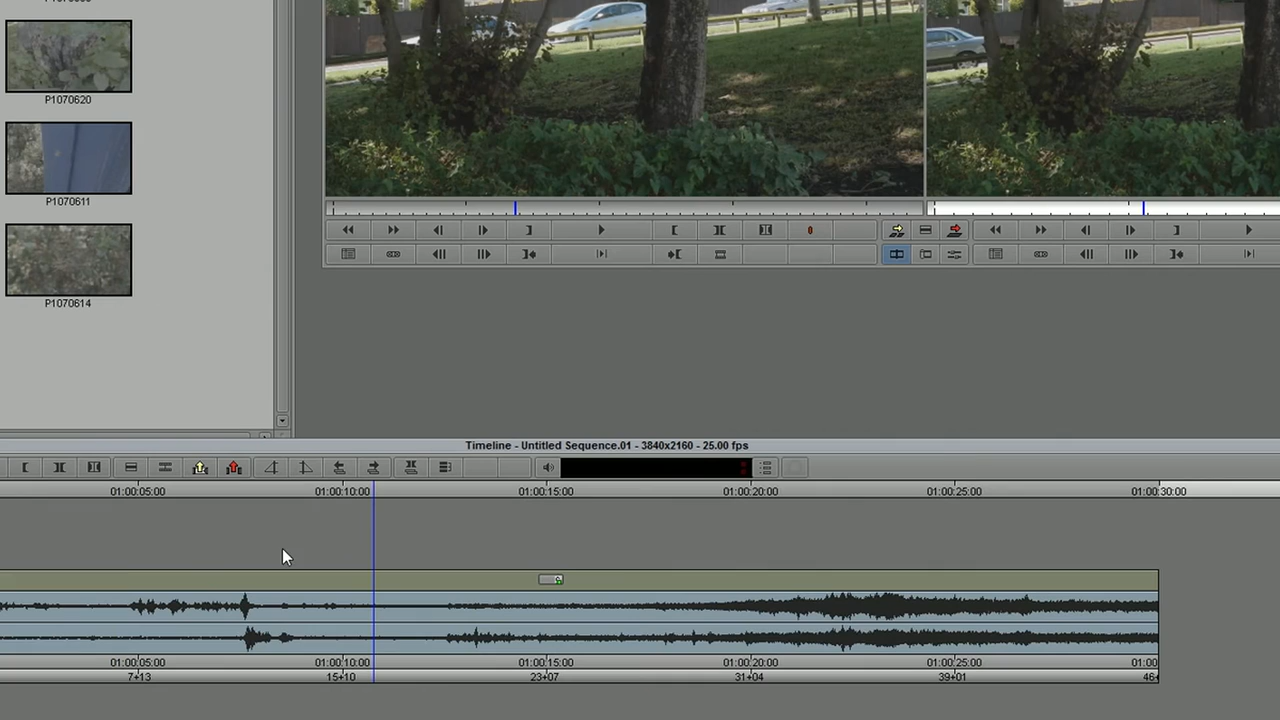 P1070620
P1070611
P1070614
Timeline - Untitled Sequence.01 - 3840x2160 - 25.00 fps
01:00:05:00 01:00:10:00 01:00:15:00 01:00:20:00 01:00:25:00 01:00:30:00
01:00:05:00 01:00:10:00 01:00:15:00 01:00:20:00 01:00:25:00 01:00
7+13 15+10 23+07 31+04 39+01 46+